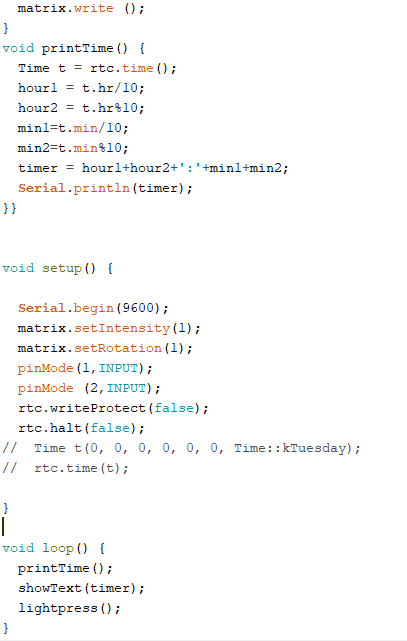 matrix.write ();
}
void printTime() {
Time t = rtc.time();
hour1 = t.hr/10;
hour2 = t.hr%10;
min1=t.min/10;
min2=t.min%10;
timer = hour1+hour2+':'+min1+min2;
Serial.println(timer);
}}
void setup() {
Serial.begin(9600);
matrix.setIntensity(1);
matrix.setRotation(1);
pinMode(1,INPUT);
pinMode (2,INPUT);
rtc.writeProtect(false);
rtc.halt(false);
//  Time t(0, 0, 0, 0, 0, 0, Time::kTuesday);
//  rtc.time(t);
}
void loop() {
printTime();
showText(timer);
lightpress();
}